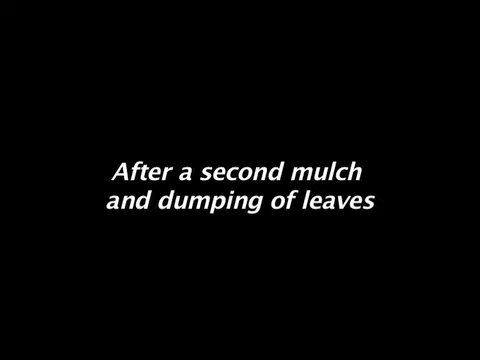 After a second mulch
and dumping of leaves